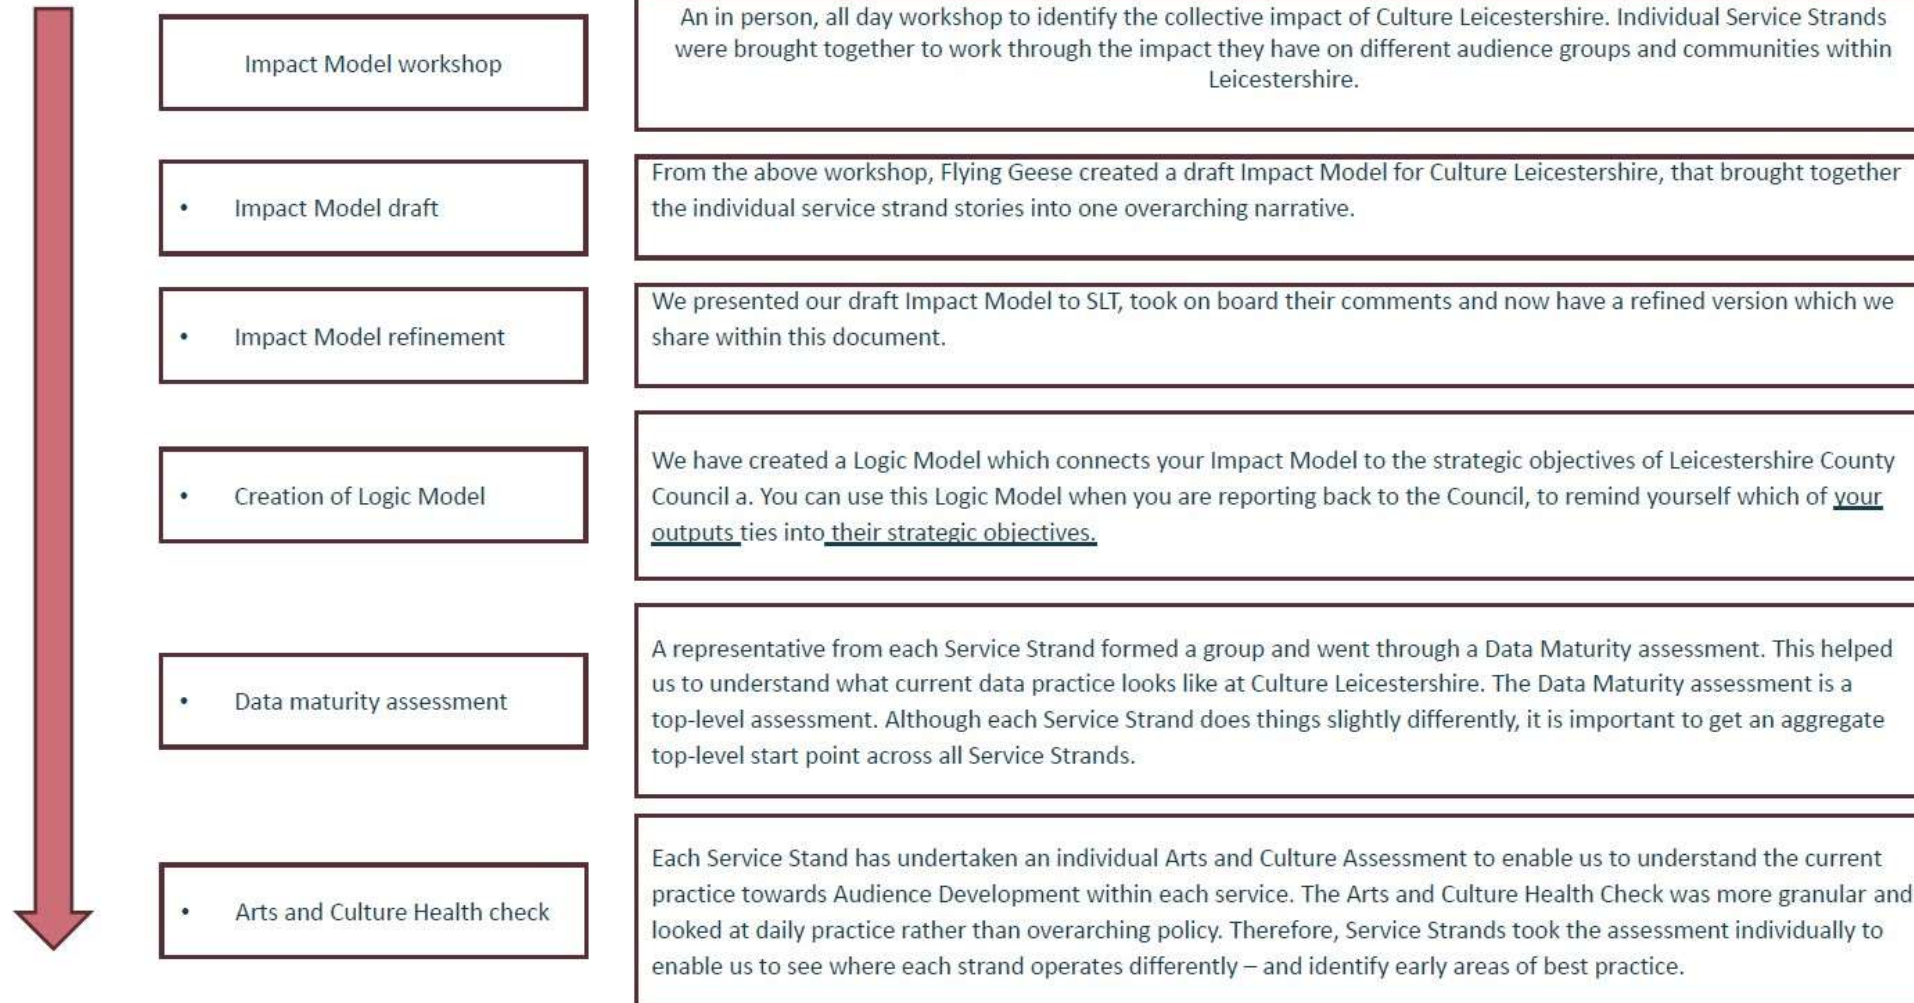 Impact Model workshop
An in person, all day workshop to identify the collective impact of Culture Leicestershire. Individual Service Strands
were brought together to work through the impact they have on different audience groups and communities within
Leicestershire.
• Impact Model draft
From the above workshop, Flying Geese created a draft Impact Model for Culture Leicestershire, that brought together
the individual service strand stories into one overarching narrative.
• Impact Model refinement
We presented our draft Impact Model to SLT, took on board their comments and now have a refined version which we
share within this document.
• Creation of Logic Model
We have created a Logic Model which connects your Impact Model to the strategic objectives of Leicestershire County
Council a. You can use this Logic Model when you are reporting back to the Council, to remind yourself which of your
outputs ties into their strategic objectives.
• Data maturity assessment
A representative from each Service Strand formed a group and went through a Data Maturity assessment. This helped
us to understand what current data practice looks like at Culture Leicestershire. The Data Maturity assessment is a
top-level assessment. Although each Service Strand does things slightly differently, it is important to get an aggregate
top-level start point across all Service Strands.
• Arts and Culture Health check
Each Service Stand has undertaken an individual Arts and Culture Assessment to enable us to understand the current
practice towards Audience Development within each service. The Arts and Culture Health Check was more granular and
looked at daily practice rather than overarching policy. Therefore, Service Strands took the assessment individually to
enable us to see where each strand operates differently – and identify early areas of best practice.